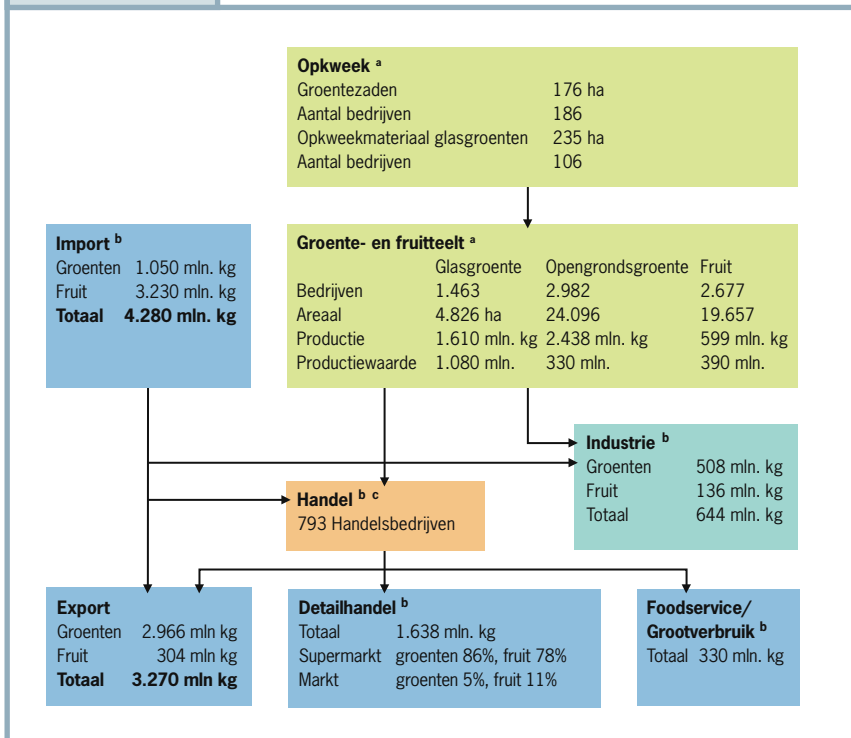 Opkweek a
Groentezaden 176 ha
Aantal bedrijven 186
Opkweekmateriaal glasgroenten 235 ha
Aantal bedrijven 106
Import b
Groenten 1.050 mln. kg
Fruit 3.230 mln. kg
Totaal 4.280 mln. kg
Groente- en fruitteelt a
Glasgroente Opengrondsgroente Fruit
Bedrijven 1.463 2.982 2.677
Areaal 4.826 ha 24.096 19.657
Productie 1.610 mln. kg 2.438 mln. kg 599 mln. kg
Productiewaarde 1.080 mln. 330 mln. 390 mln.
Industrie b
Groenten 508 mln. kg
Fruit 136 mln. kg
Totaal 644 mln. kg
Handel b c
793 Handelsbedrijven
Export
Groenten 2.966 mln kg
Fruit 304 mln kg
Totaal 3.270 mln kg
Detailhandel b
Totaal 1.638 mln. kg
Supermarkt groenten 86%, fruit 78%
Markt groenten 5%, fruit 11%
Foodservice/
Grootverbruik b
Totaal 330 mln. kg